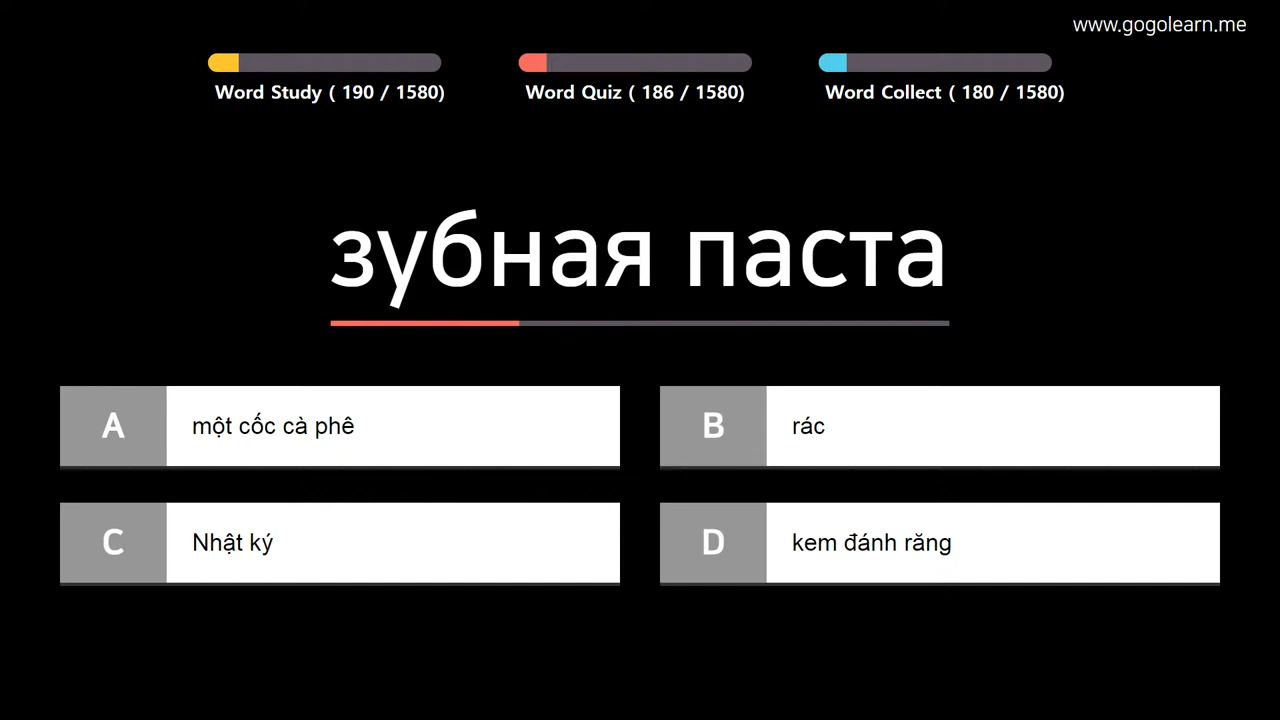 www.gogolearn.me
Word Study ( 190 / 1580)
Word Quiz ( 186 / 1580)
Word Collect ( 180 / 1580)
зубная паста
A một cốc cà phê
B rác
C Nhật ký
D kem đánh răng